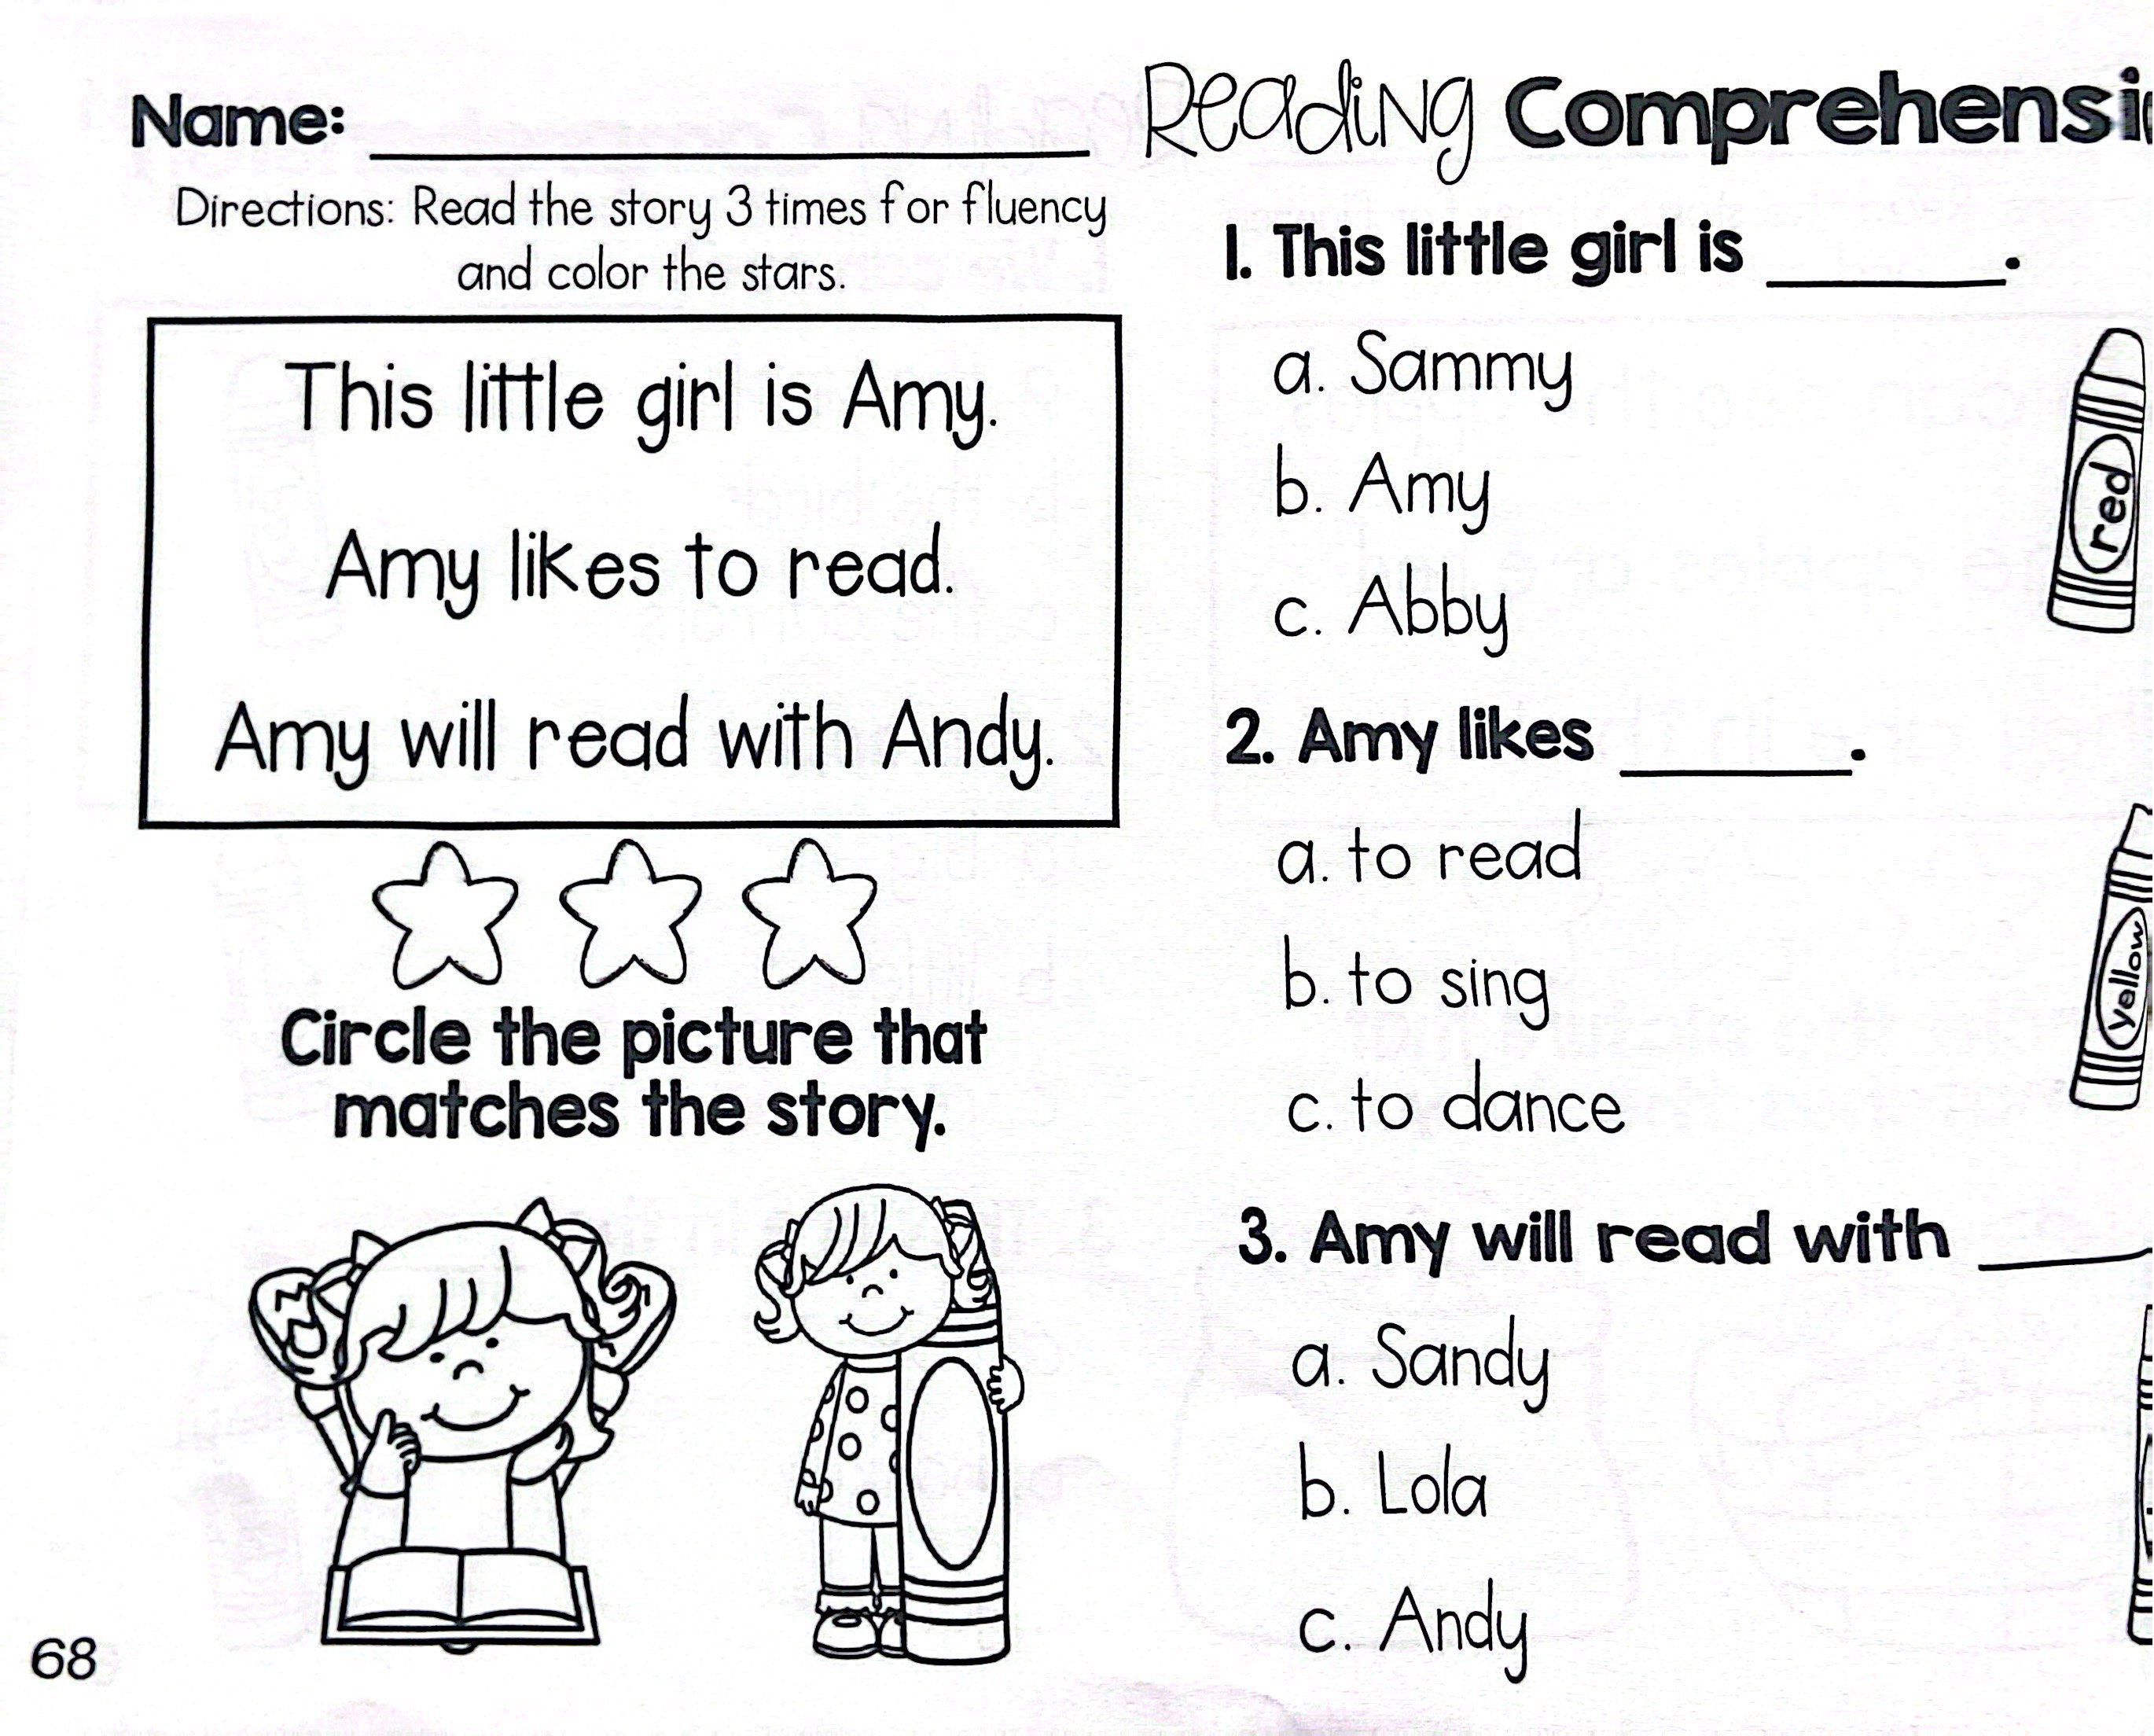 Name:
Directions: Read the story 3 times for fluency
and color the stars.
This little girl is Amy.
Amy likes to read.
Amy will read with Andy.
Circle the picture that
matches the story.
68
Reading
1. This little girl is ______.
a. Sammy
b. Amy
c. Abby
red
2. Amy likes ______.
a. to read
b. to sing
c. to dance
yellow
3. Amy will read with ______
a. Sandy
b. Lola
c. Andy